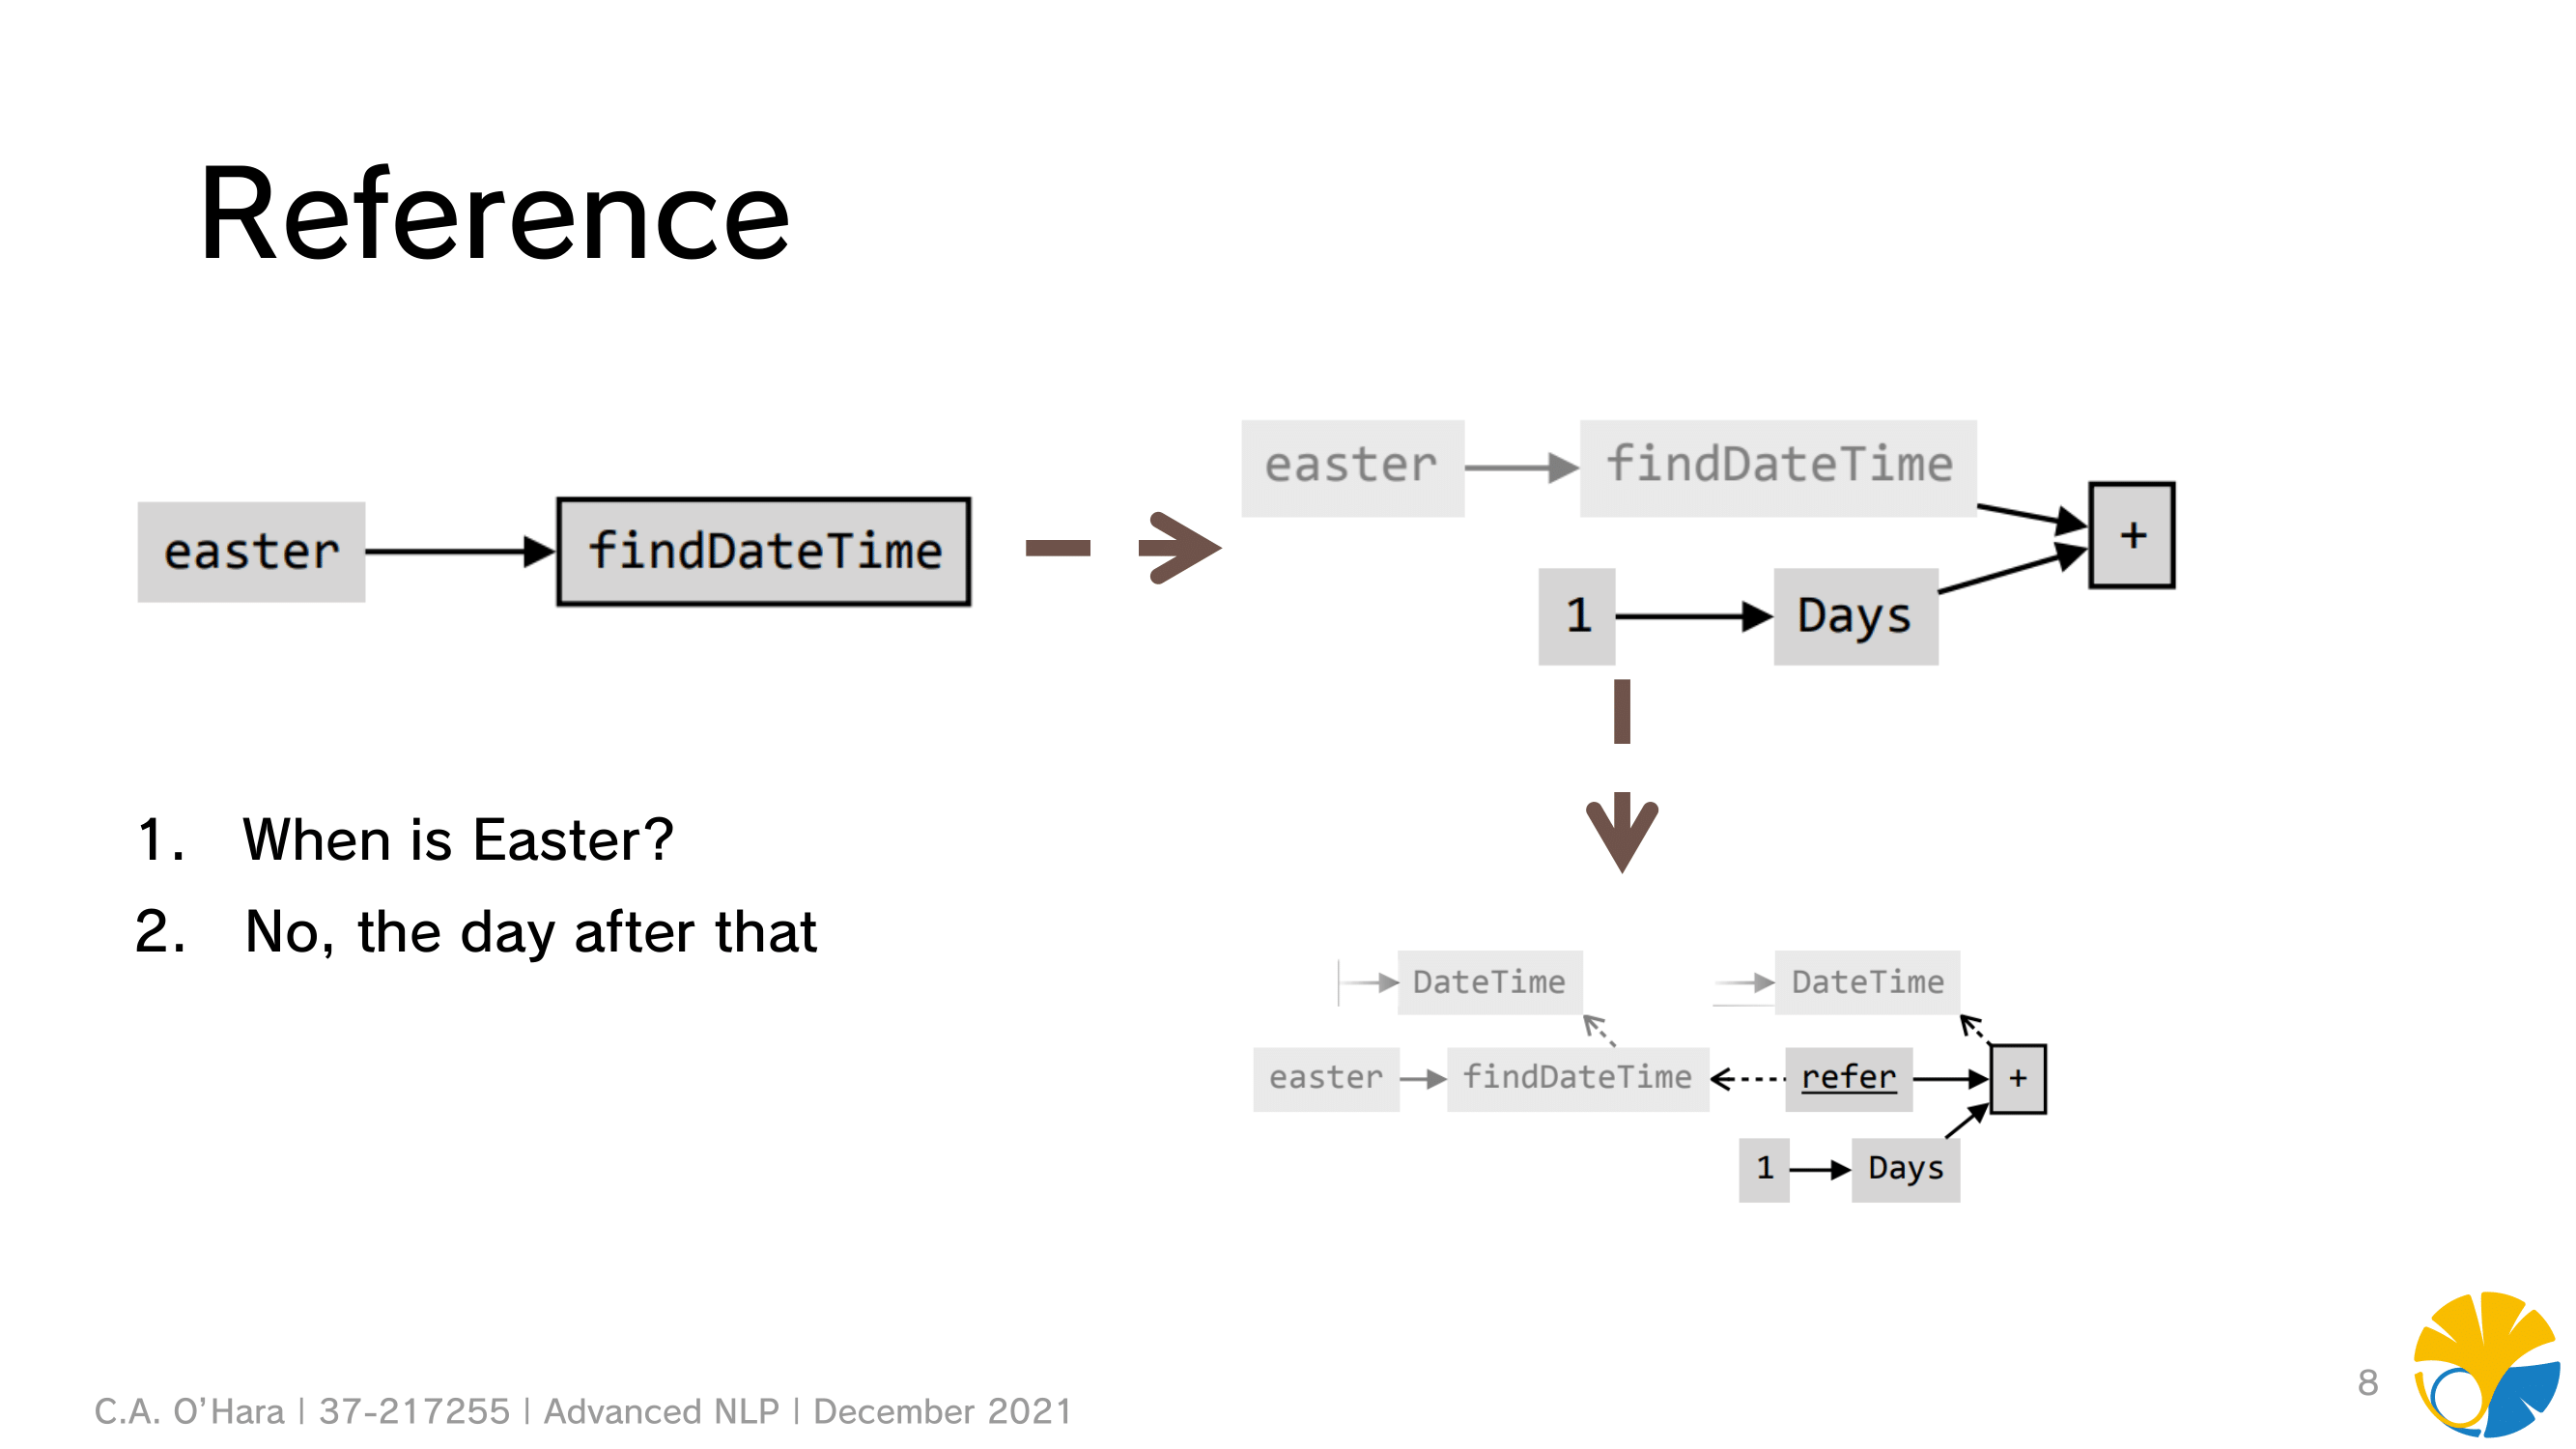 Reference
easter
findDateTime
easter
findDateTime
+
1
Days
1. When is Easter?
2. No, the day after that
DateTime
DateTime
easter
findDateTime
refer
+
1
Days
C.A. O’Hara | 37-217255 | Advanced NLP | December 2021
8